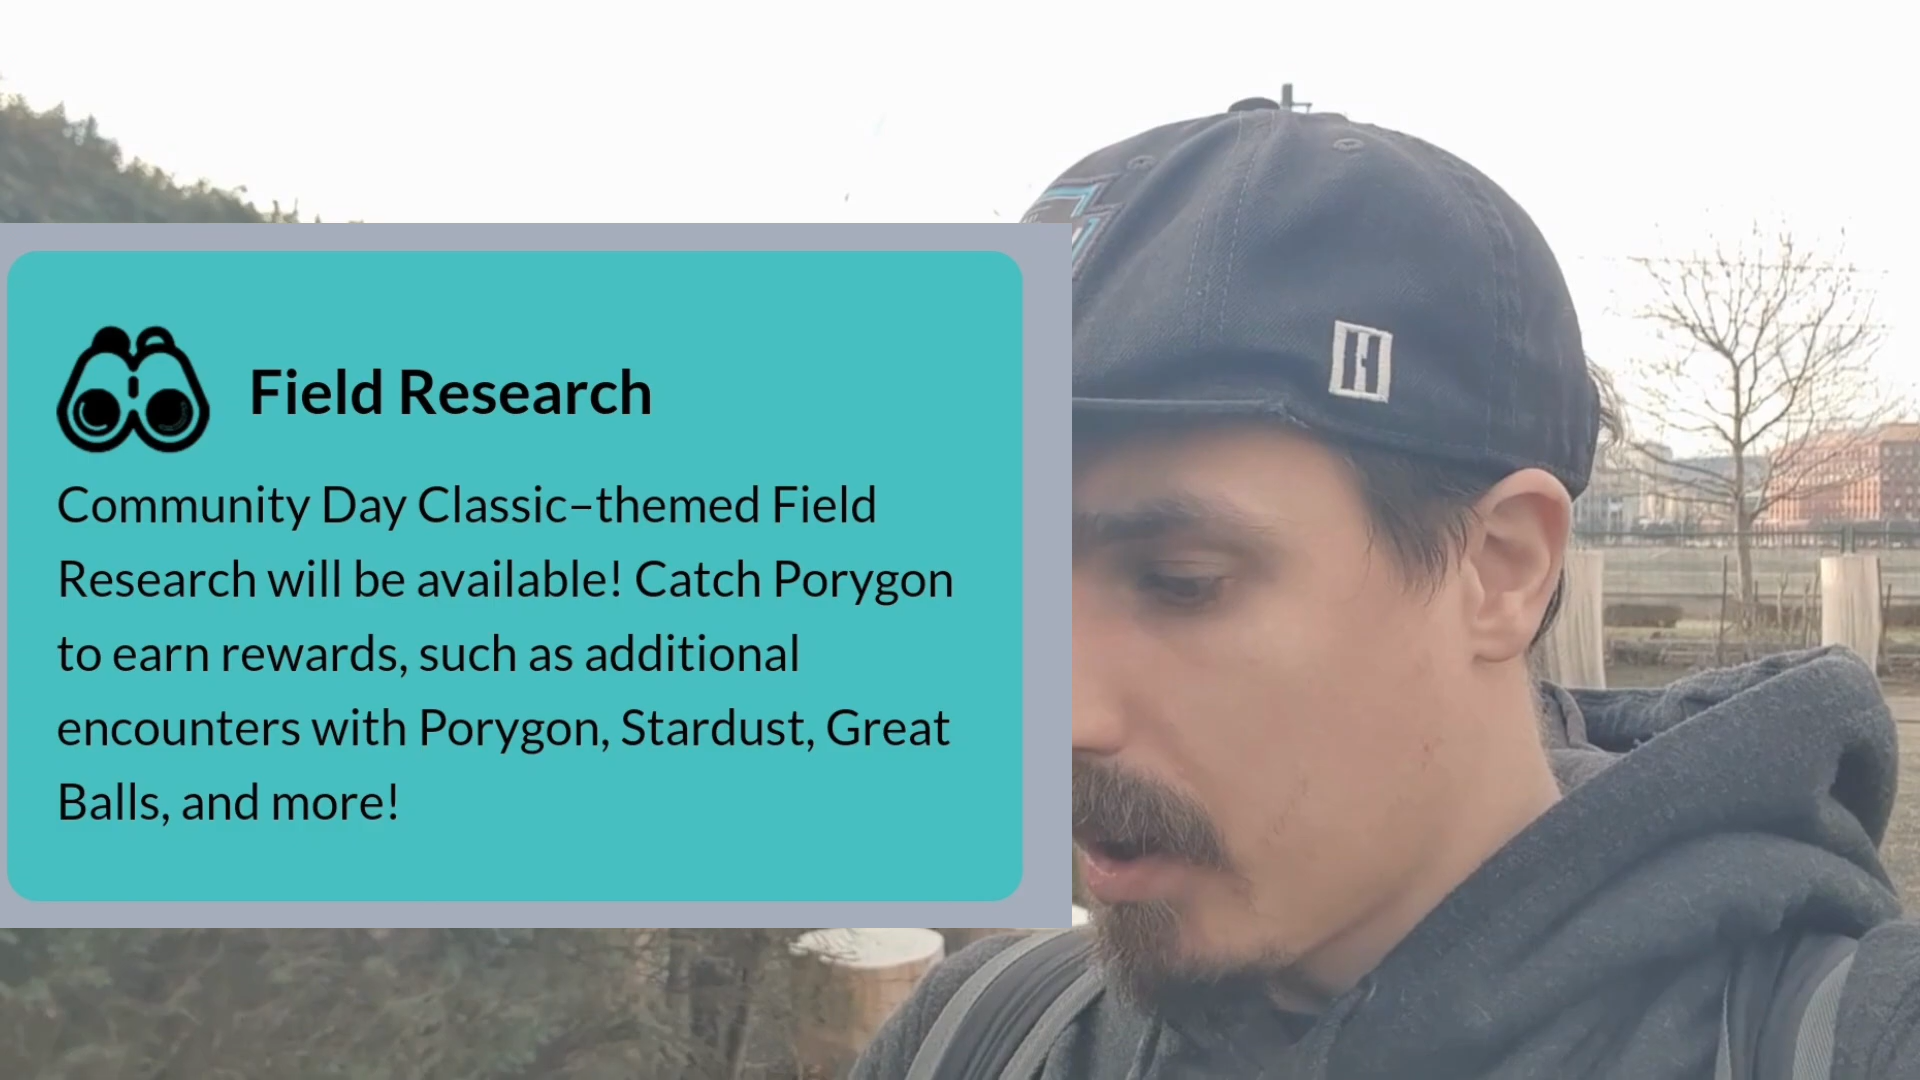 Field Research
Community Day Classic–themed Field
Research will be available! Catch Porygon
to earn rewards, such as additional
encounters with Porygon, Stardust, Great
Balls, and more!